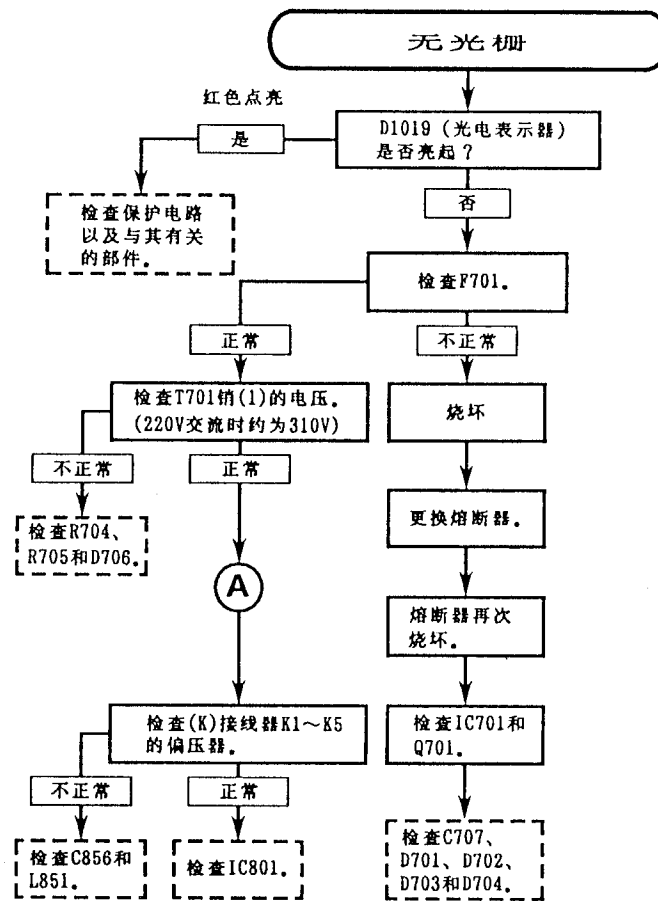 无光栅
红色点亮
D1019 (光电表示器)
是否亮起?
是
否
检查保护电路
以及与其有关
的部件。
检查F701。
正常
不正常
检查T701销(1)的电压。
(220V交流时约为310V)
烧坏
不正常
正常
检查R704、
R705和D706。
更换熔断器。
A
熔断器再次
烧坏。
检查(K)接线器K1～K5
的偏压器。
检查IC701和
Q701。
不正常
正常
检查C856和
L851。
检查IC801。
检查C707、
D701、D702、
D703和D704。